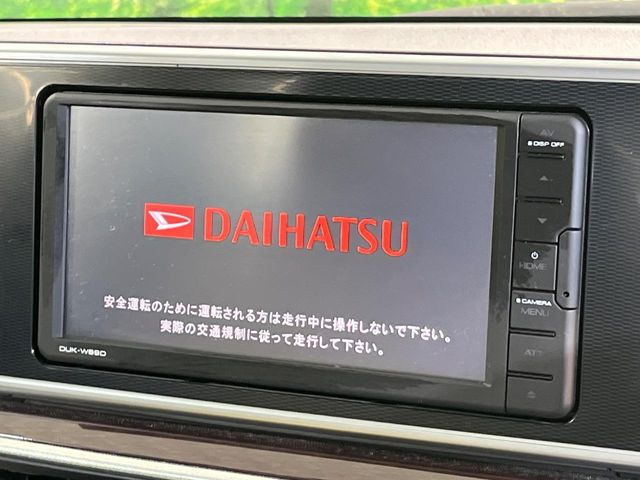 DAIHATSU
安全運転のために運転される方は走行中に操作しないで下さい。
実際の交通規制に従って走行して下さい。
AV
DISP OFF
HOME
CAMERA
MENU
ATT